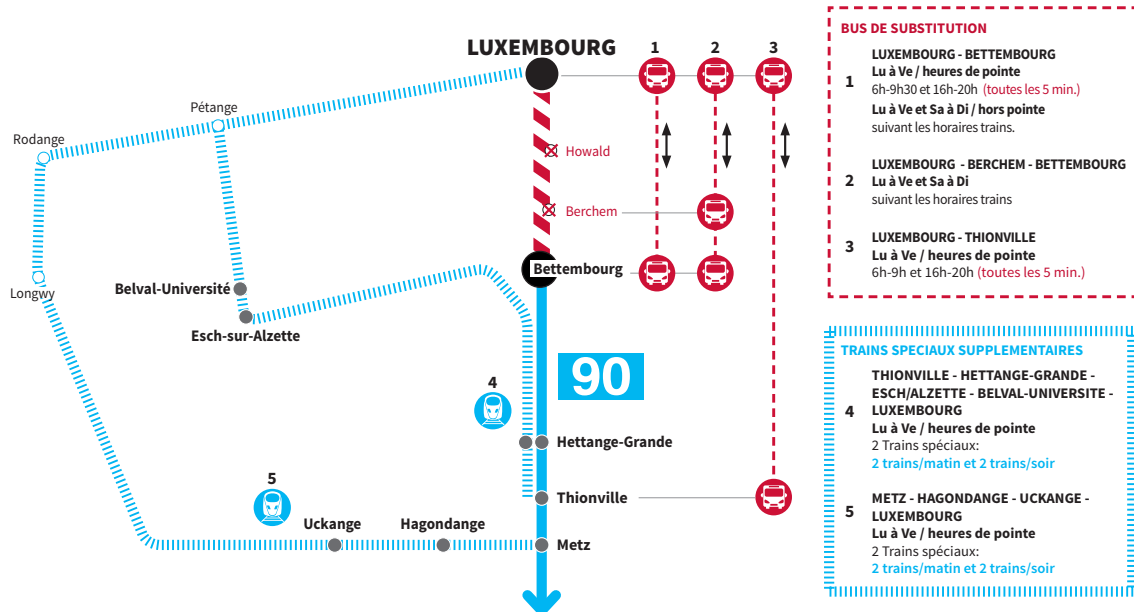 LUXEMBOURG
1
2
3
Pétange
Rodange
Howald
Berchem
Bettembourg
Longwy
Belval-Université
Esch-sur-Alzette
90
4
Hettange-Grande
5
Thionville
Uckange
Hagondange
Metz
BUS DE SUBSTITUTION
1
LUXEMBOURG - BETTEMBOURG
Lu à Ve / heures de pointe
6h-9h30 et 16h-20h (toutes les 5 min.)
Lu à Ve et Sa à Di / hors pointe
suivant les horaires trains.
2
LUXEMBOURG - BERCHEM - BETTEMBOURG
Lu à Ve et Sa à Di
suivant les horaires trains
3
LUXEMBOURG - THIONVILLE
Lu à Ve / heures de pointe
6h-9h et 16h-20h (toutes les 5 min.)
TRAINS SPECIAUX SUPPLEMENTAIRES
4
THIONVILLE - HETTANGE-GRANDE -
ESCH/ALZETTE - BELVAL-UNIVERSITE -
LUXEMBOURG
Lu à Ve / heures de pointe
2 Trains spéciaux:
2 trains/matin et 2 trains/soir
5
METZ - HAGONDANGE - UCKANGE -
LUXEMBOURG
Lu à Ve / heures de pointe
2 Trains spéciaux:
2 trains/matin et 2 trains/soir